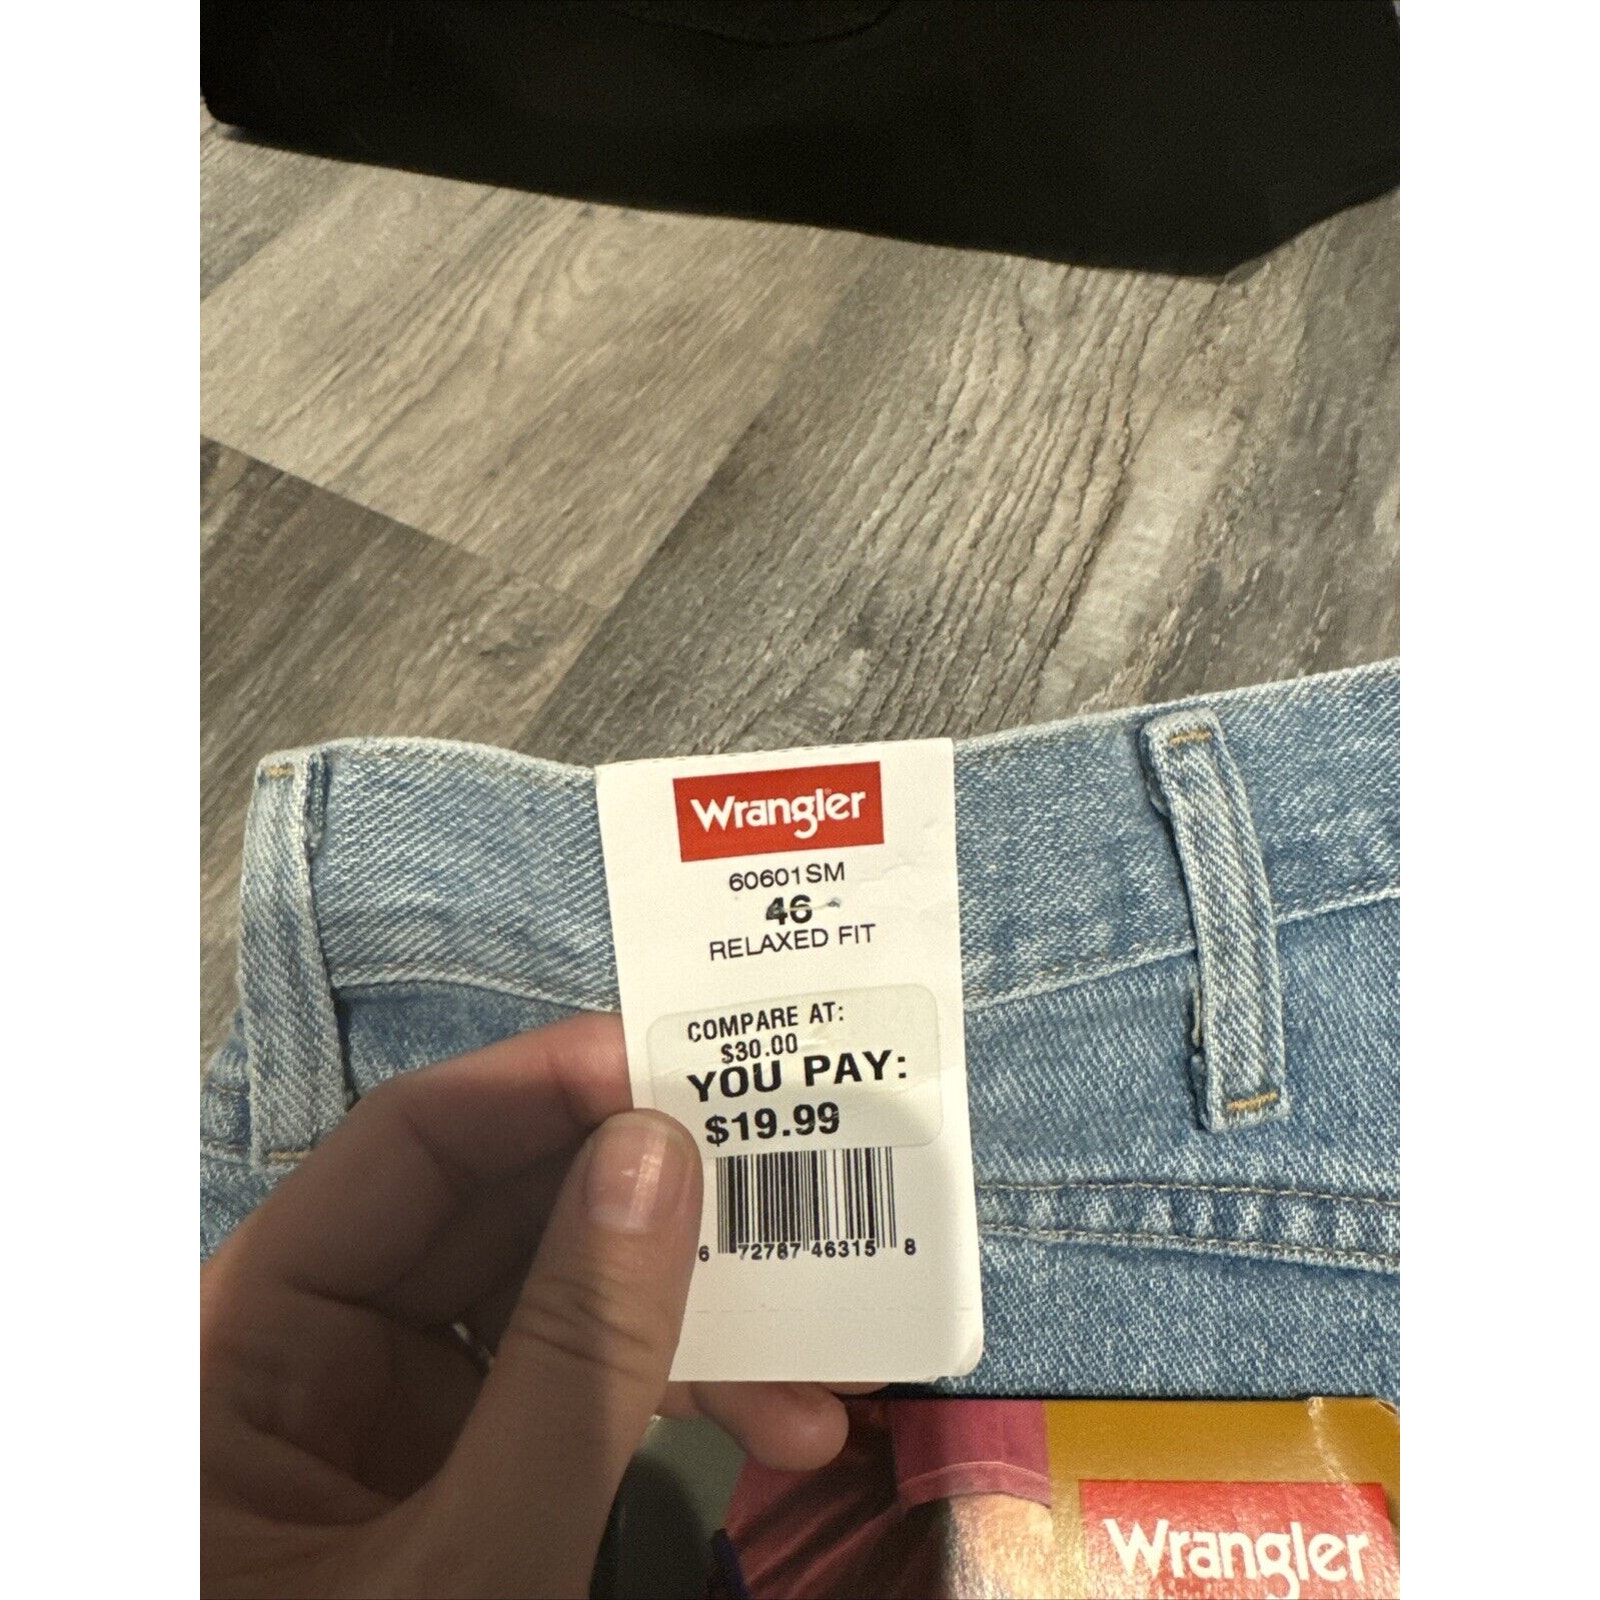 Wrangler
60601SM
46
RELAXED FIT
COMPARE AT:
$30.00
YOU PAY:
$19.99
6 72787 46315 8
Wrangler